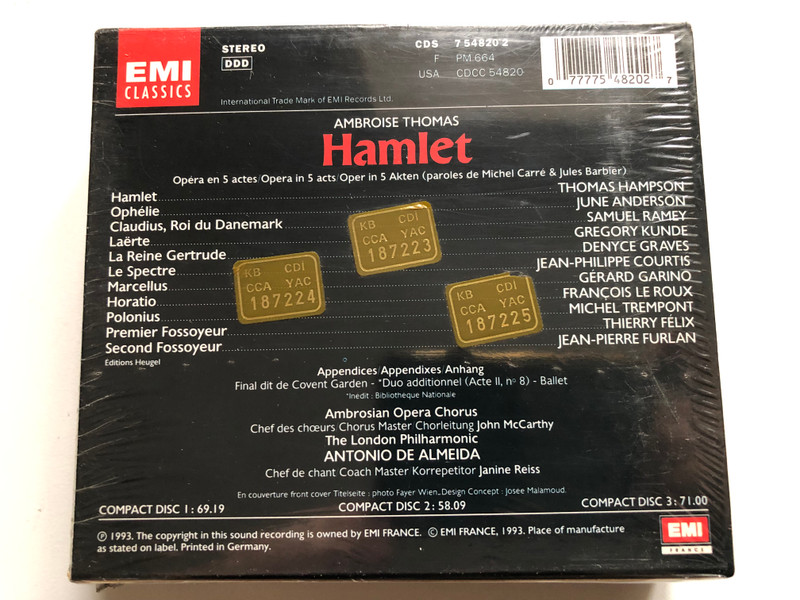 EMI
CLASSICS
STEREO
DDD
International Trade Mark of EMI Records Ltd.
CDS 7 54820 2
F PM 664
USA CDCC 54820
0 77775 48202 7
AMBROISE THOMAS
Hamlet
Opéra en 5 actes/Opera in 5 acts/Oper in 5 Akten (paroles de Michel Carré & Jules Barbier)
Hamlet THOMAS HAMPSON
Ophélie JUNE ANDERSON
Claudius, Roi du Danemark SAMUEL RAMEY
Laërte GREGORY KUNDE
La Reine Gertrude DENYCE GRAVES
Le Spectre JEAN-PHILIPPE COURTIS
Marcellus GÉRARD GARINO
Horatio FRANÇOIS LE ROUX
Polonius MICHEL TREMPONT
Premier Fossoyeur THIERRY FÉLIX
Second Fossoyeur JEAN-PIERRE FURLAN
Éditions Heugel
KB CDI
CCA YAC
187223
KB CDI
CCA YAC
187224
KB CDI
CCA YAC
187225
Appendices/Appendixes/Anhang
Final dit de Covent Garden - *Duo additionnel (Acte II, nº 8) - Ballet
*Inedit : Bibliotheque Nationale
Ambrosian Opera Chorus
Chef des chœurs Chorus Master Chorleitung John McCarthy
The London Philharmonic
ANTONIO DE ALMEIDA
Chef de chant Coach Master Korrepetitor Janine Reiss
En couverture front cover Titelseite : photo Fayer Wien_Design Concept : Josée Malamoud.
COMPACT DISC 1 : 69.19 COMPACT DISC 2 : 58.09 COMPACT DISC 3 : 71.00
℗ 1993. The copyright in this sound recording is owned by EMI FRANCE. © EMI FRANCE, 1993. Place of manufacture
as stated on label. Printed in Germany.
EMI
FRANCE